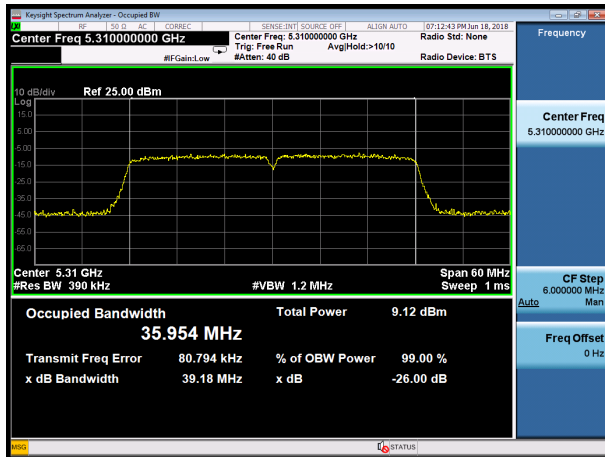 Keysight Spectrum Analyzer - Occupied BW
LXI RF 50 Ω AC CORREC SENSE:INT SOURCE OFF ALIGN AUTO 07:12:43 PM Jun 18, 2018
Center Freq 5.310000000 GHz
Center Freq: 5.310000000 GHz
Radio Std: None
Trig: Free Run Avg|Hold:>10/10
#IFGain:Low
#Atten: 40 dB
Radio Device: BTS
10 dB/div Ref 25.00 dBm
Log
15.0
5.00
-5.00
-15.0
-25.0
-35.0
-45.0
-55.0
-65.0
Center 5.31 GHz Span 60 MHz
#Res BW 390 kHz #VBW 1.2 MHz Sweep 1 ms
Occupied Bandwidth Total Power 9.12 dBm
35.954 MHz
Transmit Freq Error 80.794 kHz % of OBW Power 99.00 %
x dB Bandwidth 39.18 MHz x dB -26.00 dB
MSG STATUS
Frequency
Center Freq
5.310000000 GHz
CF Step
6.000000 MHz
Auto Man
Freq Offset
0 Hz